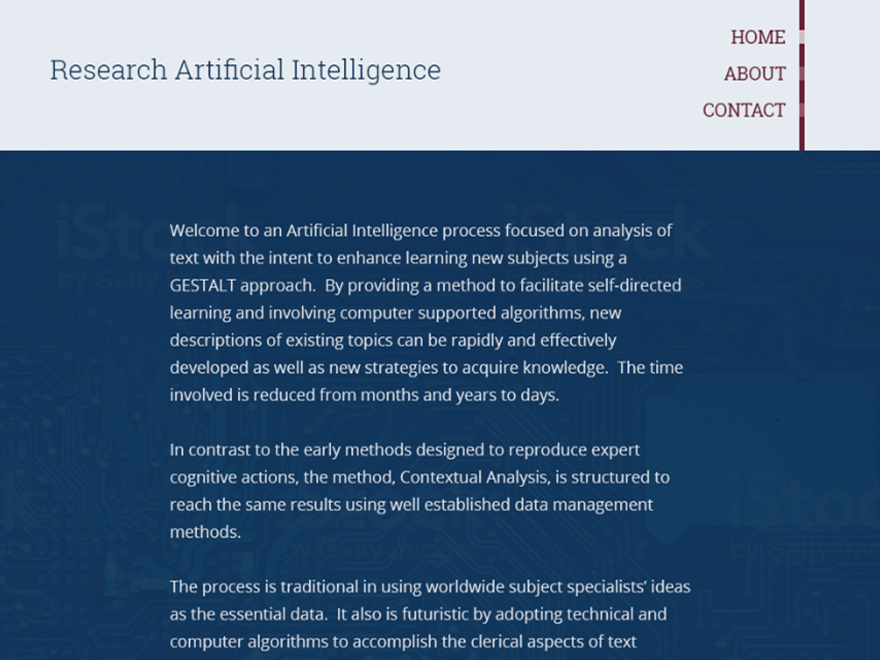 Research Artificial Intelligence
HOME
ABOUT
CONTACT
iStock
by Getty
iStock
Welcome to an Artificial Intelligence process focused on analysis of
text with the intent to enhance learning new subjects using a
GESTALT approach.  By providing a method to facilitate self-directed
learning and involving computer supported algorithms, new
descriptions of existing topics can be rapidly and effectively
developed as well as new strategies to acquire knowledge.  The time
involved is reduced from months and years to days.
In contrast to the early methods designed to reproduce expert
cognitive actions, the method, Contextual Analysis, is structured to
reach the same results using well established data management
methods.
iStock
The process is traditional in using worldwide subject specialists’ ideas
as the essential data.  It also is futuristic by adopting technical and
computer algorithms to accomplish the clerical aspects of text